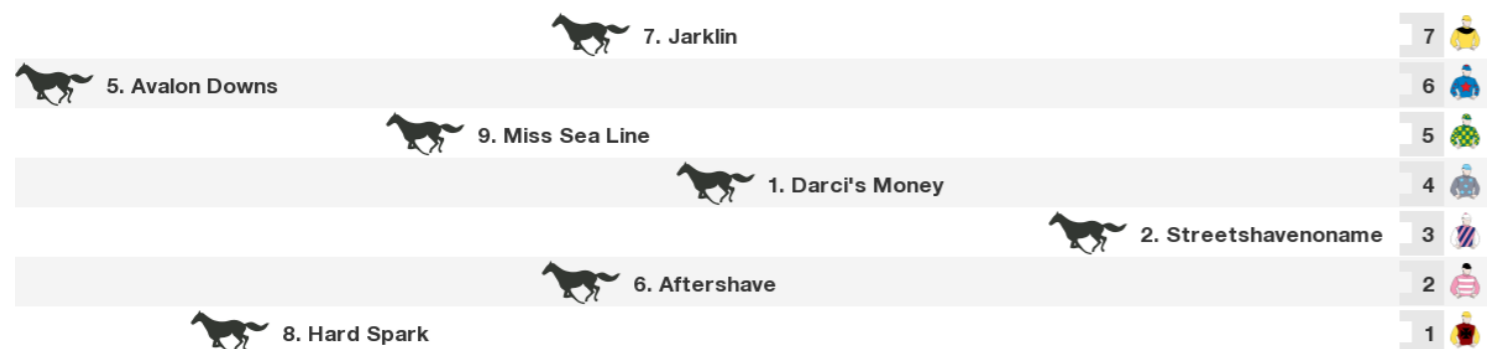 7. Jarklin 7
5. Avalon Downs 6
9. Miss Sea Line 5
1. Darci's Money 4
2. Streetshavenoname 3
6. Aftershave 2
8. Hard Spark 1